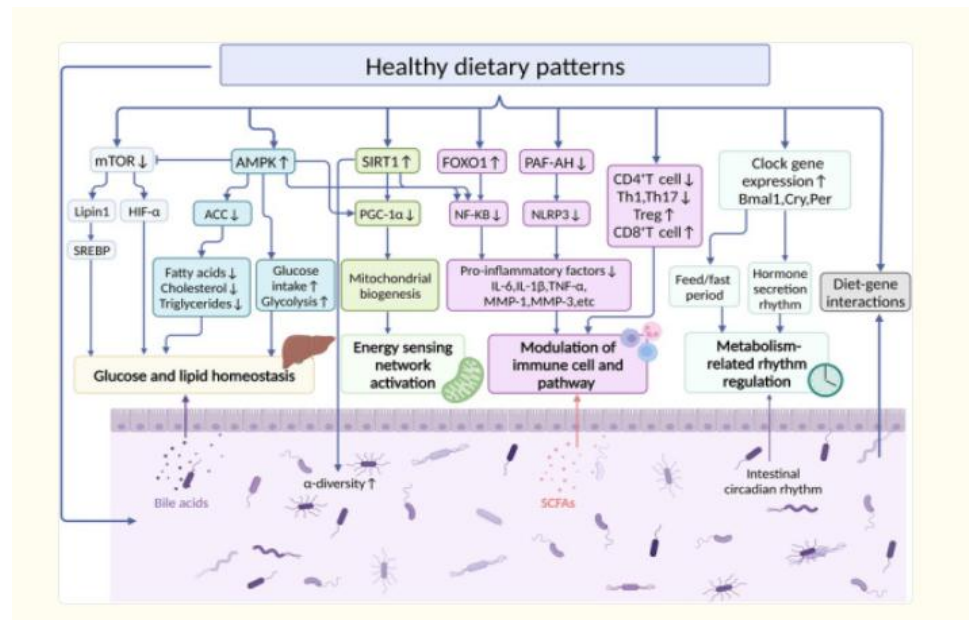 Healthy dietary patterns
mTOR↓
AMPK↑
SIRT1↑
FOXO1↑
PAF-AH↓
CD4⁺T cell↓
Th1,Th17↓
Treg↑
CD8⁺T cell↑
Clock gene
expression↑
Bmal1,Cry,Per
Lipin1
HIF-α
ACC↓
PGC-1α↓
NF-KB↓
NLRP3↓
SREBP
Fatty acids↓
Cholesterol↓
Triglycerides↓
Glucose
intake↑
Glycolysis↑
Mitochondrial
biogenesis
Pro-inflammatory factors↓
IL-6,IL-1β,TNF-α,
MMP-1,MMP-3,etc
Feed/fast
period
Hormone
secretion
rhythm
Diet-gene
interactions
Glucose and lipid homeostasis
Energy sensing
network
activation
Modulation of
immune cell and
pathway
Metabolism-
related rhythm
regulation
Bile acids
α-diversity↑
SCFAs
Intestinal
circadian rhythm